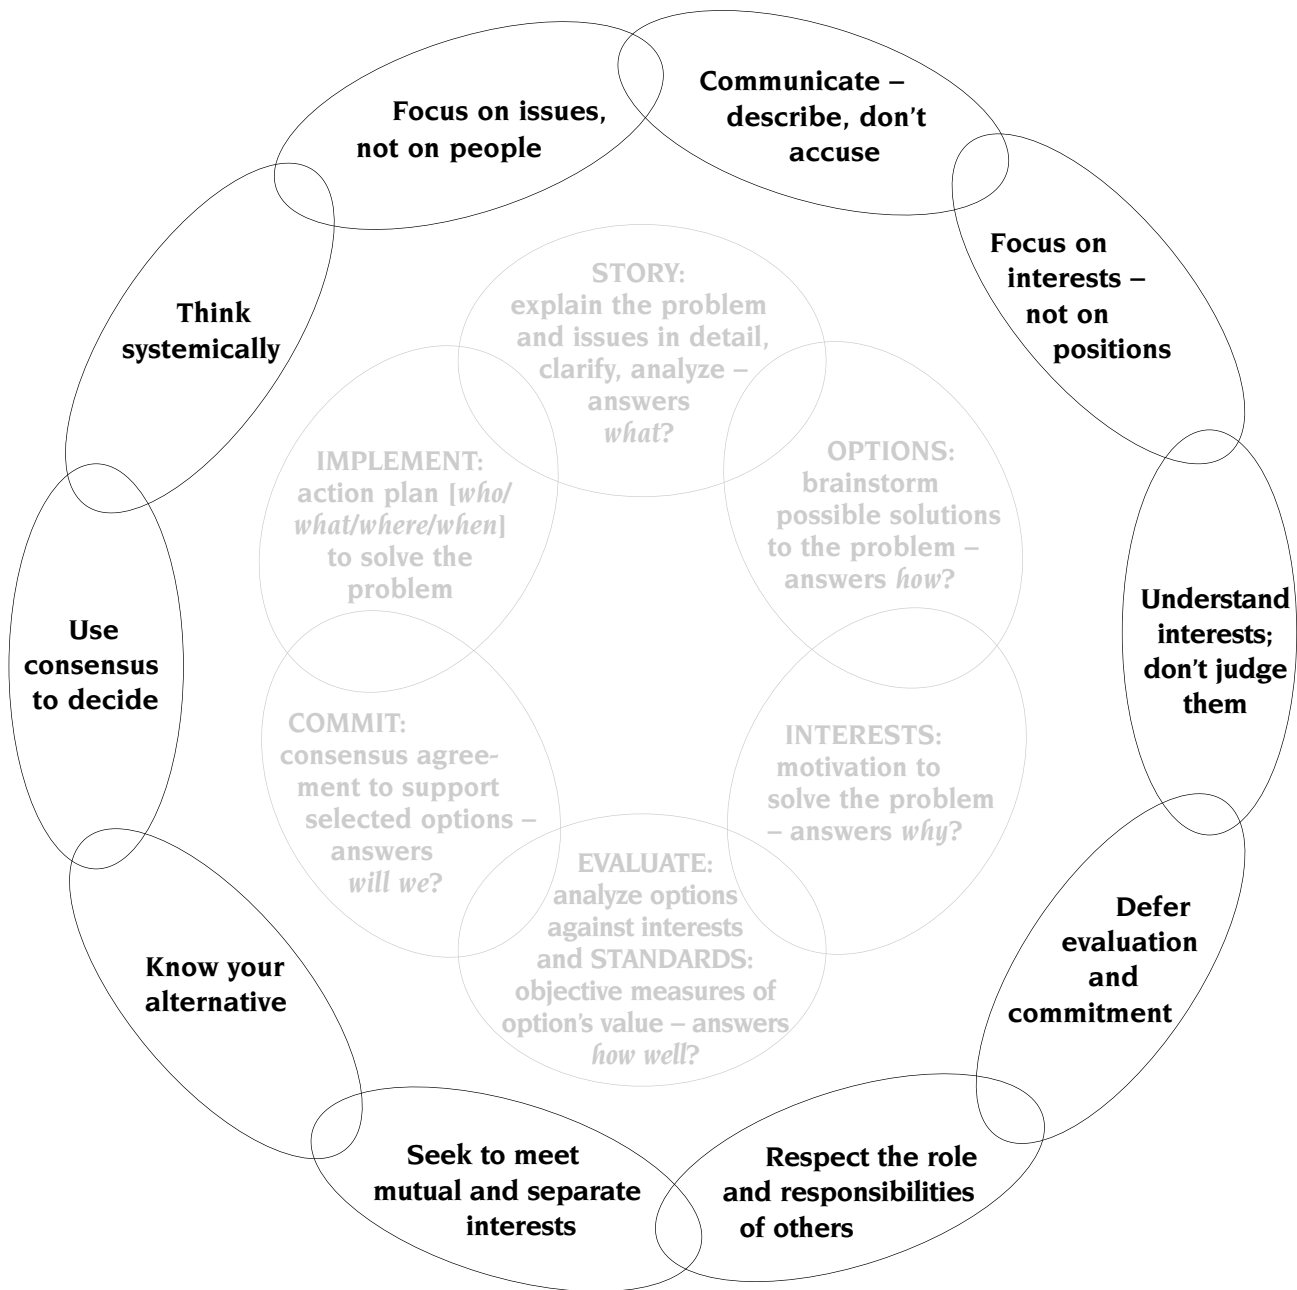 Focus on issues,
not on people
Communicate –
describe, don't
accuse
Focus on
interests –
not on
positions
Understand
interests;
don't judge
them
Defer
evaluation
and
commitment
Respect the role
and responsibilities
of others
Seek to meet
mutual and separate
interests
Know your
alternative
Use
consensus
to decide
Think
systemically
STORY:
explain the problem
and issues in detail,
clarify, analyze –
answers
what?
OPTIONS:
brainstorm
possible solutions
to the problem –
answers how?
INTERESTS:
motivation to
solve the problem
– answers why?
EVALUATE:
analyze options
against interests
and STANDARDS:
objective measures of
option's value – answers
how well?
COMMIT:
consensus agree-
ment to support
selected options –
answers
will we?
IMPLEMENT:
action plan [who/
what/where/when]
to solve the
problem